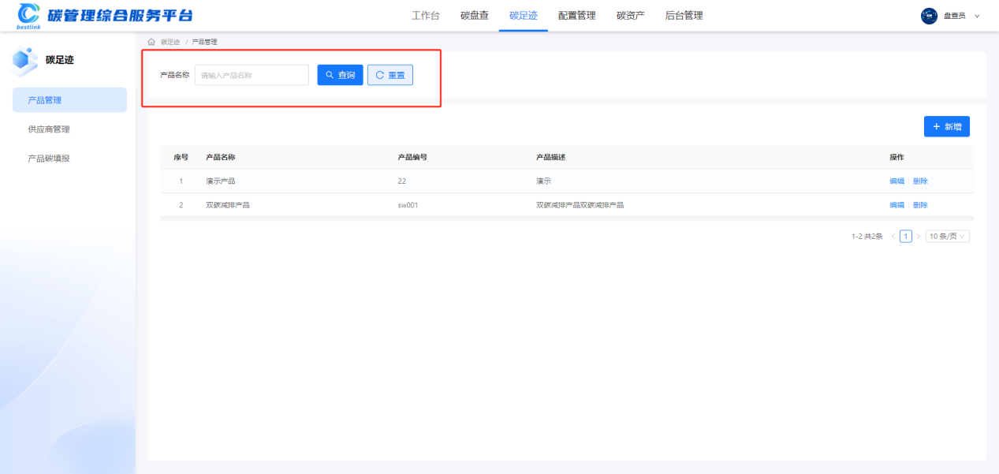 碳管理综合服务平台
bestlink
工作台 碳盘查 碳足迹 配置管理 碳资产 后台管理 盘查员
碳足迹 / 产品管理
碳足迹
产品管理
供应商管理
产品碳填报
产品名称 请输入产品名称 查询 重置
+ 新增
序号 产品名称 产品编号 产品描述 操作
1 演示产品 22 演示 编辑 删除
2 双碳减排产品 sw001 双碳减排产品双碳减排产品 编辑 删除
1-2 共2条 < 1 > 10 条/页